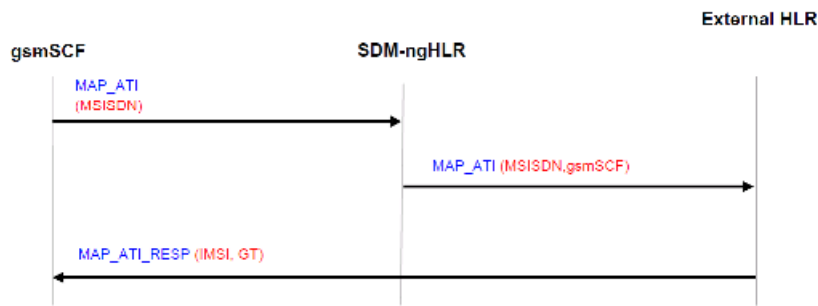 External HLR
gsmSCF
SDM-ngHLR
MAP_ATI
(MSISDN)
MAP_ATI (MSISDN,gsmSCF)
MAP_ATI_RESP (IMSI, GT)